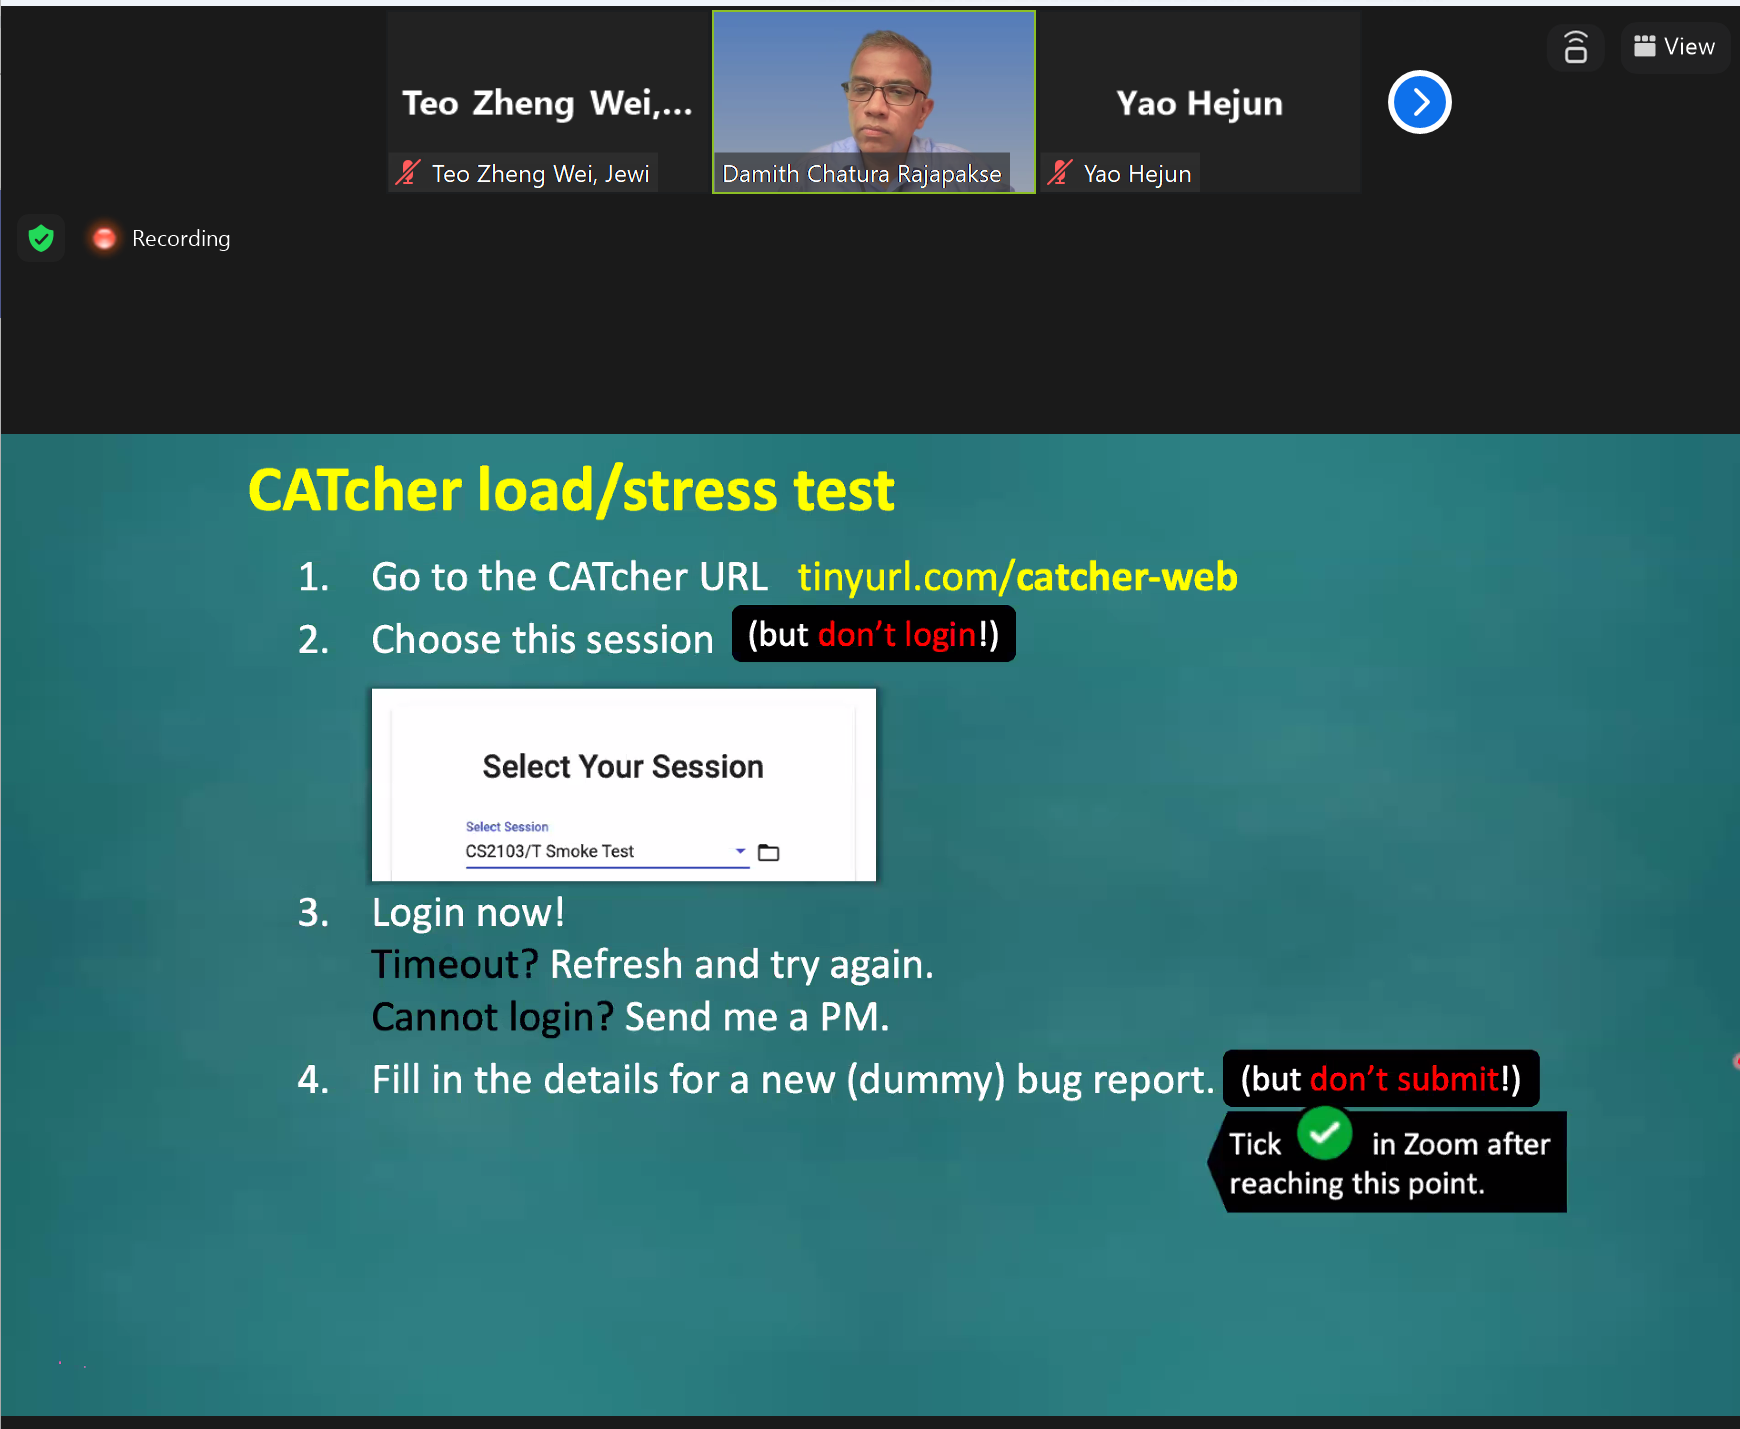 Teo Zheng Wei,...
Teo Zheng Wei, Jewi
Damith Chatura Rajapakse
Yao Hejun
Yao Hejun
View
Recording
CATcher load/stress test
1. Go to the CATcher URL tinyurl.com/catcher-web
2. Choose this session (but don't login!)
Select Your Session
Select Session
CS2103/T Smoke Test
3. Login now!
Timeout? Refresh and try again.
Cannot login? Send me a PM.
4. Fill in the details for a new (dummy) bug report. (but don't submit!)
Tick in Zoom after
reaching this point.